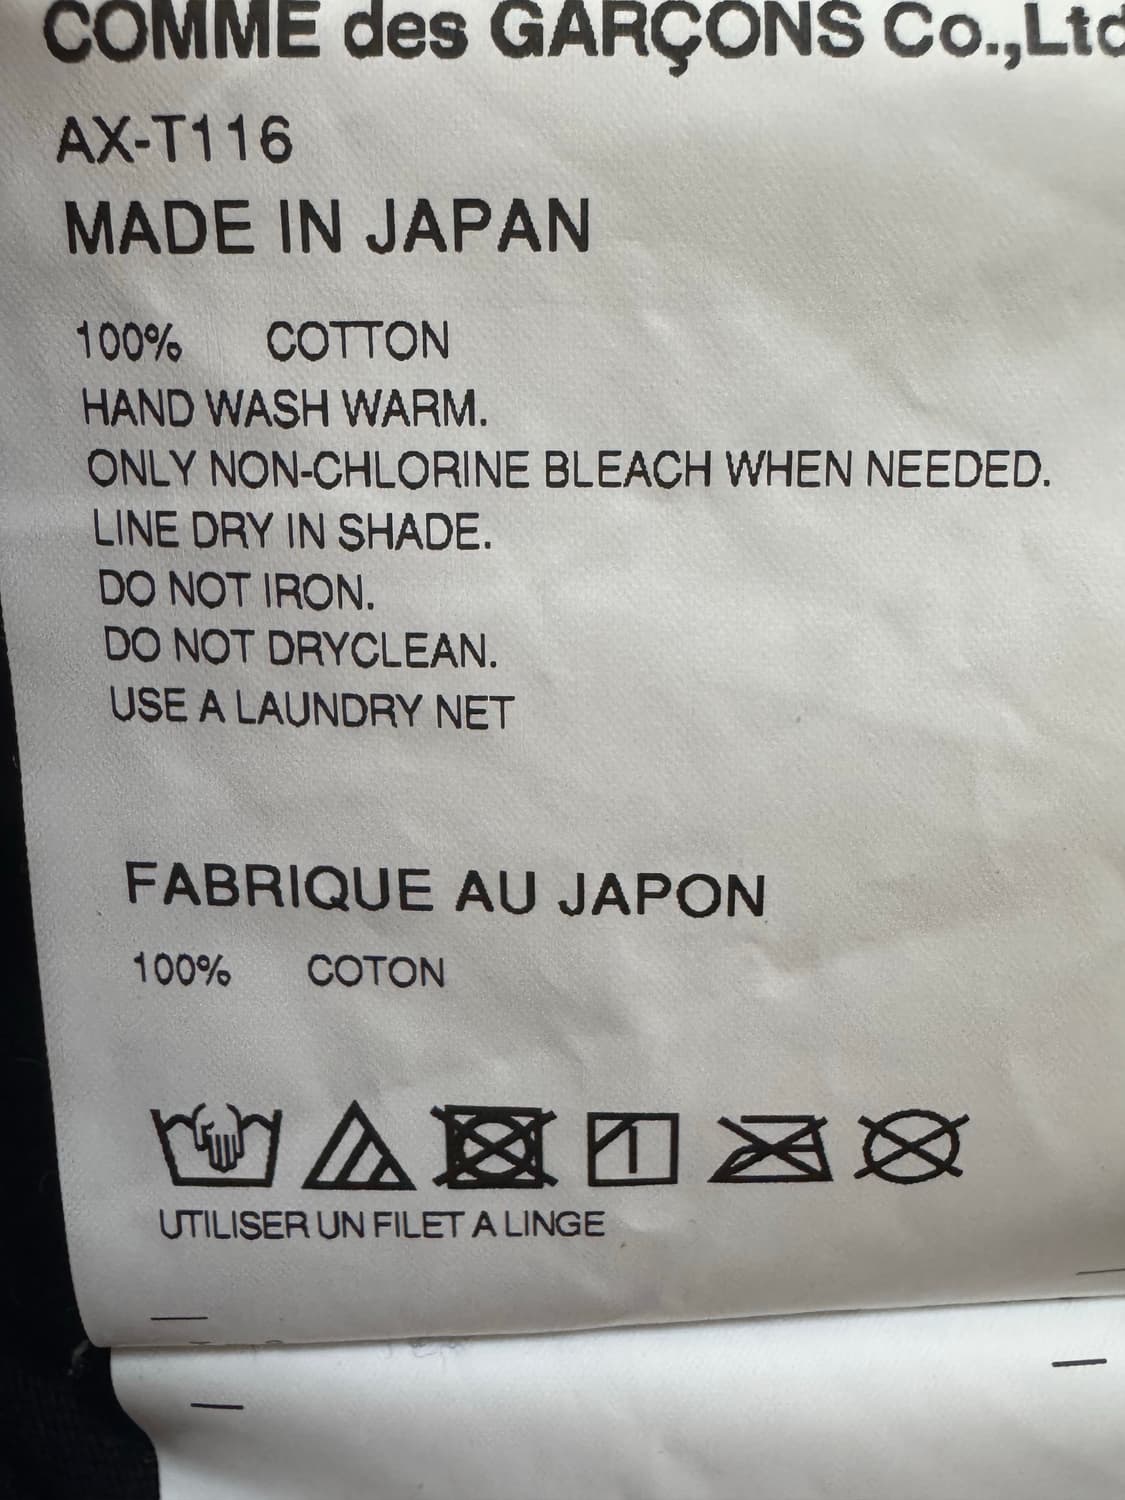 COMME des GARÇONS Co.,Ltd
AX-T116
MADE IN JAPAN
100% COTTON
HAND WASH WARM.
ONLY NON-CHLORINE BLEACH WHEN NEEDED.
LINE DRY IN SHADE.
DO NOT IRON.
DO NOT DRYCLEAN.
USE A LAUNDRY NET
FABRIQUE AU JAPON
100% COTON
UTILISER UN FILET A LINGE